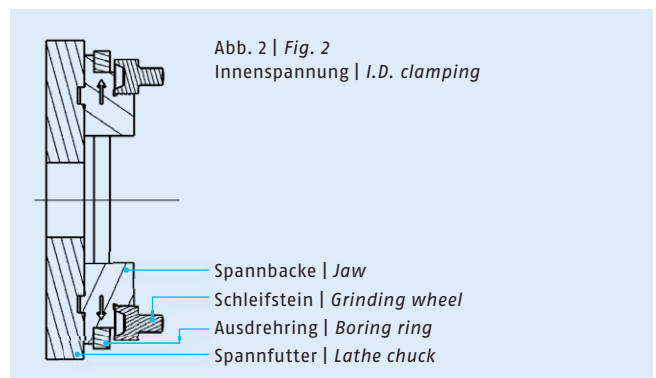 Abb. 2 | Fig. 2
Innenspannung | I.D. clamping
Spannbacke | Jaw
Schleifstein | Grinding wheel
Ausdrehring | Boring ring
Spannfutter | Lathe chuck